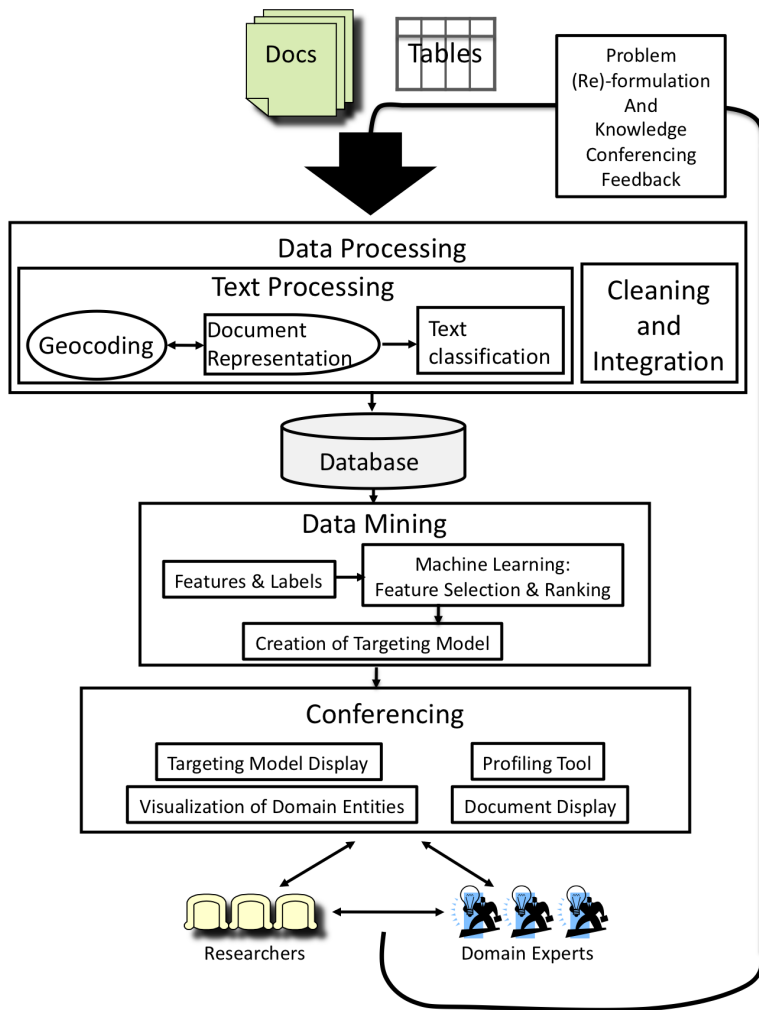 Docs
Tables
Problem
(Re)-formulation
And
Knowledge
Conferencing
Feedback
Data Processing
Text Processing
Geocoding
Document
Representation
Text
classification
Cleaning
and
Integration
Database
Data Mining
Features & Labels
Machine Learning:
Feature Selection & Ranking
Creation of Targeting Model
Conferencing
Targeting Model Display
Profiling Tool
Visualization of Domain Entities
Document Display
Researchers
Domain Experts